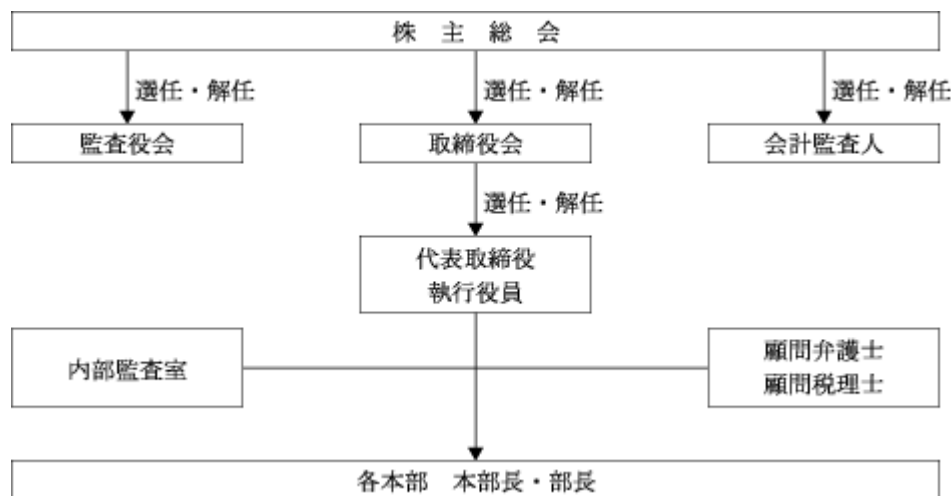 株 主 総 会
選任・解任
選任・解任
選任・解任
監査役会
取締役会
会計監査人
選任・解任
代表取締役
執行役員
内部監査室
顧問弁護士
顧問税理士
各本部　本部長・部長